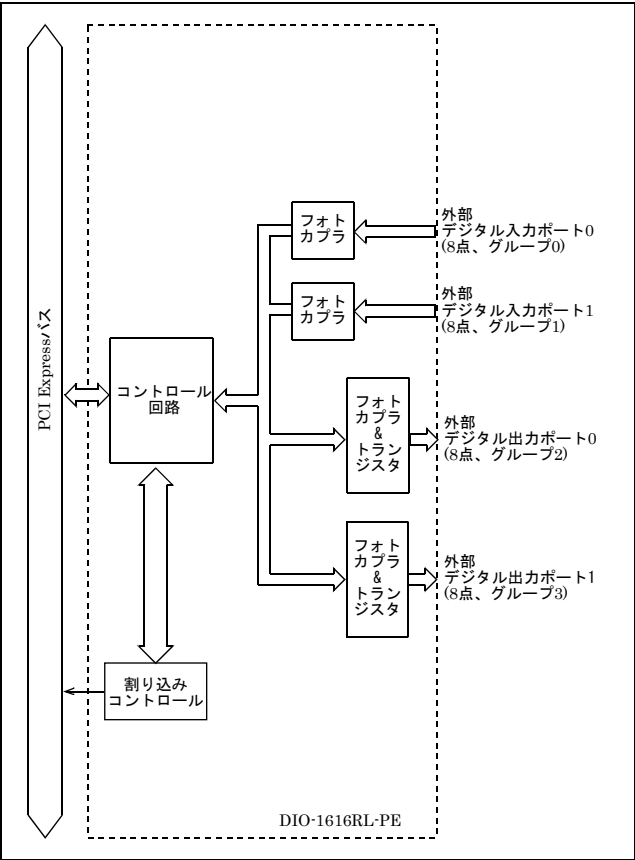 フォト
カプラ
外部
デジタル入力ポート0
(8点、グループ0)
フォト
カプラ
外部
デジタル入力ポート1
(8点、グループ1)
PCI Expressバス
コントロール
回路
フォト
カプラ
&
トラン
ジスタ
外部
デジタル出力ポート0
(8点、グループ2)
フォト
カプラ
&
トラン
ジスタ
外部
デジタル出力ポート1
(8点、グループ3)
割り込み
コントロール
DIO-1616RL-PE